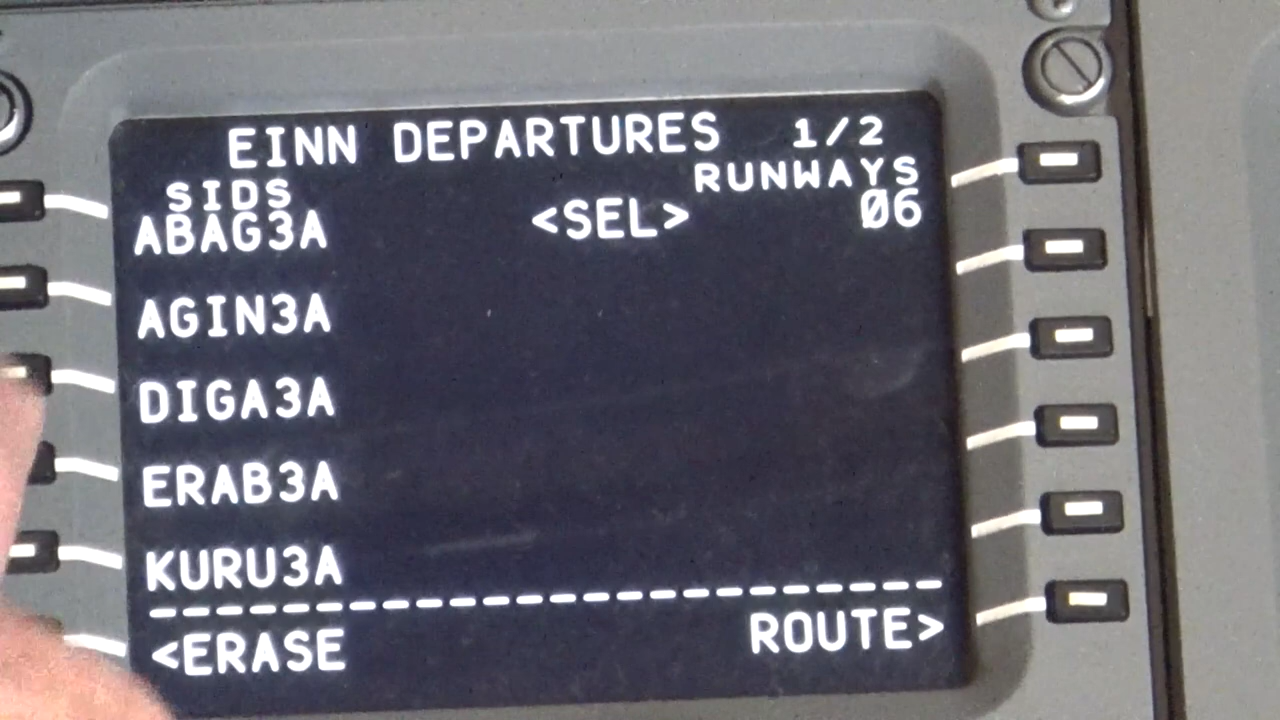 EINN DEPARTURES 1/2
SIDS RUNWAYS
ABAG3A <SEL> 06
AGIN3A
DIGA3A
ERAB3A
KURU3A
<ERASE ROUTE>